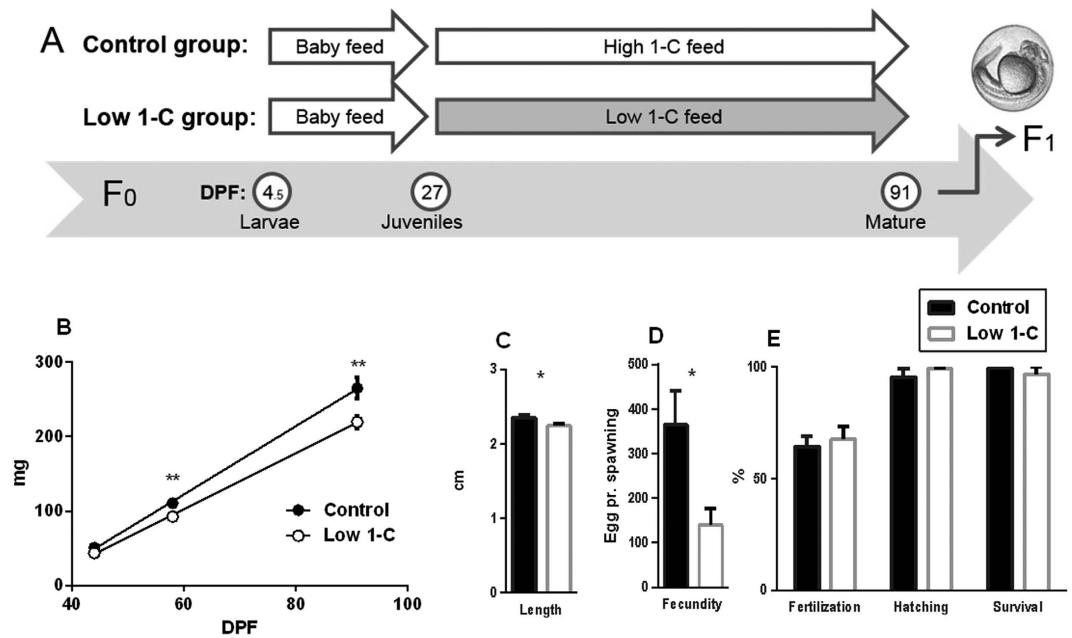 A
Control group:
Baby feed
High 1-C feed
Low 1-C group:
Baby feed
Low 1-C feed
F1
F0
DPF:
4.5
27
91
Larvae
Juveniles
Mature
Control
Low 1-C
B
300
200
100
0
mg
**
**
Control
Low 1-C
40
60
80
100
DPF
C
3
2
1
0
cm
*
Length
D
500
400
300
200
100
0
Egg pr. spawning
*
Fecundity
E
100
50
0
%
Fertilization
Hatching
Survival